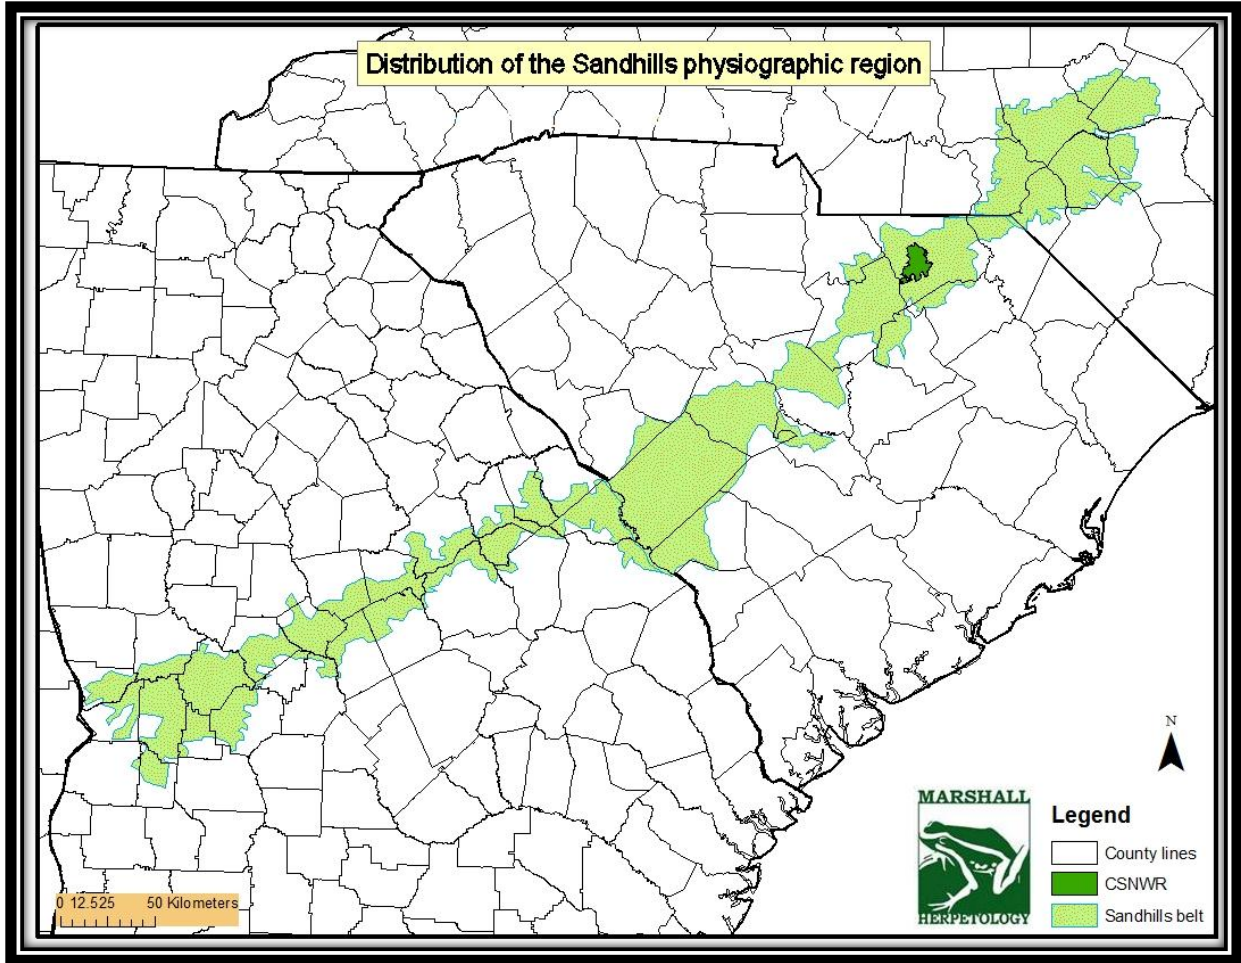 Distribution of the Sandhills physiographic region
N
MARSHALL
HERPETOLOGY
Legend
County lines
CSNWR
Sandhills belt
0 12.525 50 Kilometers